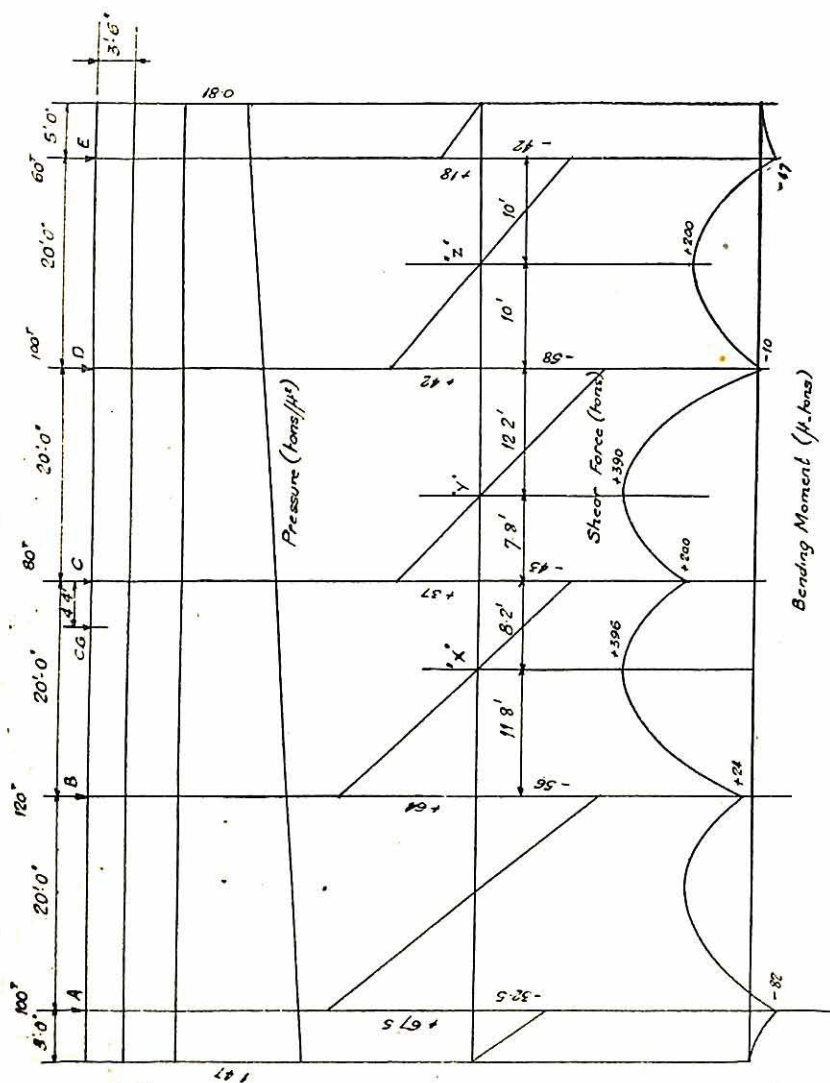 100ᵀ 120ᵀ 80ᵀ 100ᵀ 60ᵀ
5'.0" 20'.0" 20'.0" 20'.0" 20'.0" 5'.0"
4.4'
A B CG C D E
3'.6"
1.47 0.81
Pressure (tons/ft²)
+67.5 +64 +37 +42 +18
"X" "Y" "Z"
-32.5 -56 -43 -58 -42
11.8' 8.2' 7.8' 12.2' 10' 10'
Shear Force (tons)
+396 +390 +200
-82 +24 +200 -10 -47
Bending Moment (ft.tons)